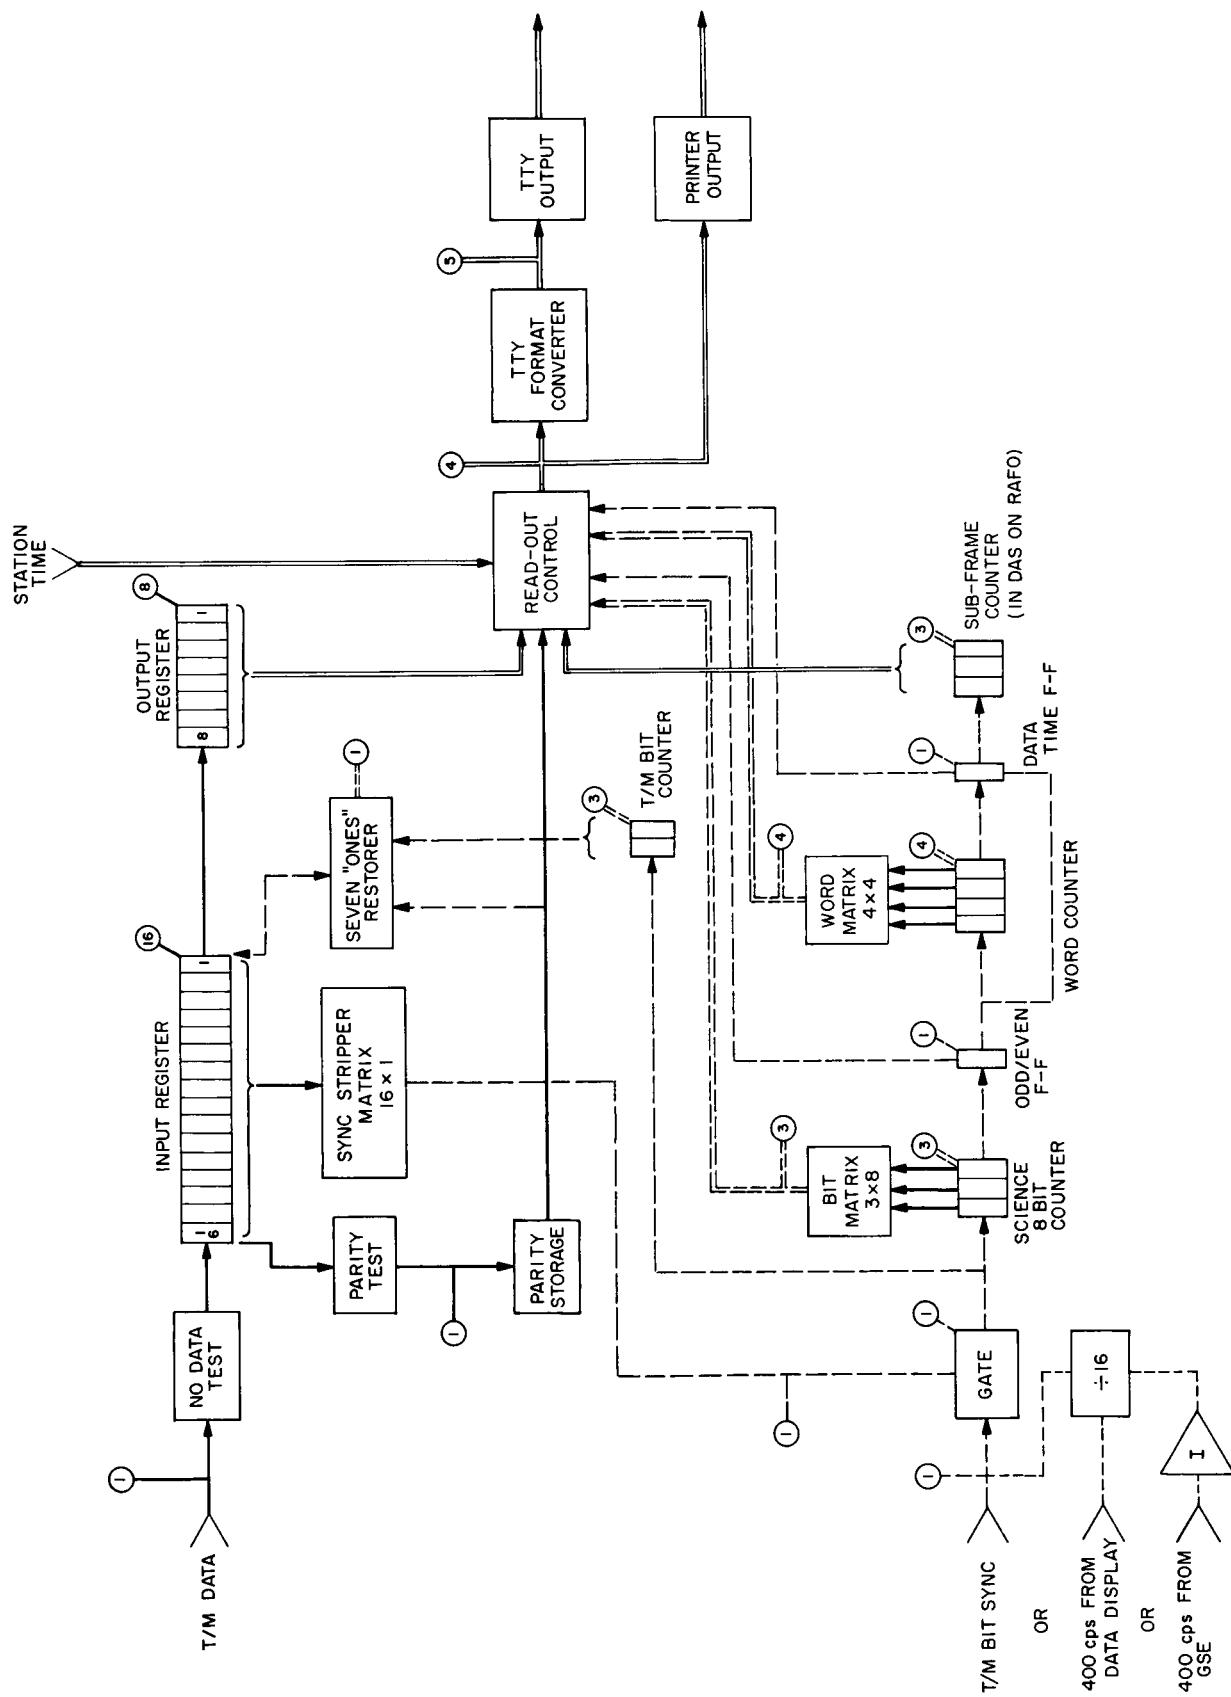 STATION
TIME
OUTPUT
REGISTER
8
8
1
INPUT REGISTER
16
16
1
T/M DATA
1
NO DATA
TEST
PARITY
TEST
1
PARITY
STORAGE
SYNC STRIPPER
MATRIX
16 × 1
SEVEN "ONES"
RESTORER
1
3
T/M BIT
COUNTER
READ-OUT
CONTROL
4
TTY
FORMAT
CONVERTER
5
TTY
OUTPUT
PRINTER
OUTPUT
1
T/M BIT SYNC
OR
400 cps FROM
DATA DISPLAY
OR
400 cps FROM
GSE
1
÷16
I
GATE
1
BIT
MATRIX
3×8
3
3
SCIENCE
8 BIT
COUNTER
1
ODD/EVEN
F-F
WORD
MATRIX
4×4
4
4
WORD COUNTER
1
DATA
TIME F-F
3
SUB-FRAME
COUNTER
(IN DAS ON RAFO)